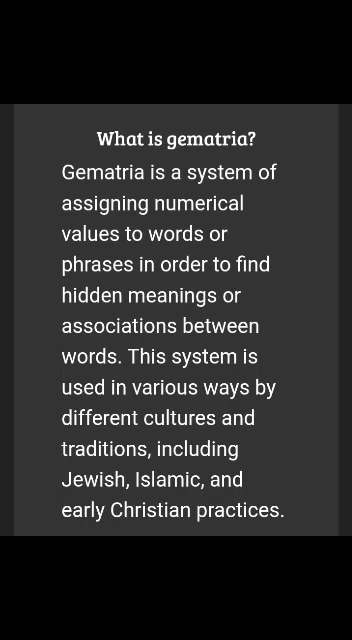 What is gematria?
Gematria is a system of
assigning numerical
values to words or
phrases in order to find
hidden meanings or
associations between
words. This system is
used in various ways by
different cultures and
traditions, including
Jewish, Islamic, and
early Christian practices.